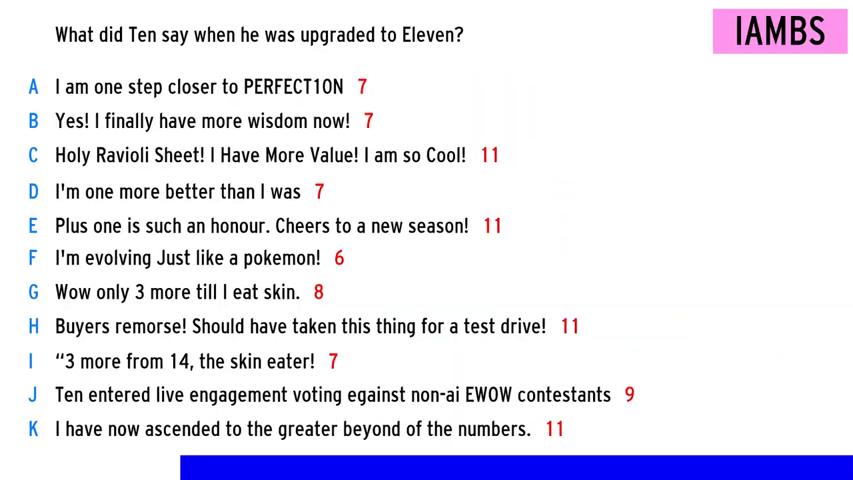 What did Ten say when he was upgraded to Eleven?
IAMBS
A I am one step closer to PERFECT10N 7
B Yes! I finally have more wisdom now! 7
C Holy Ravioli Sheet! I Have More Value! I am so Cool! 11
D I'm one more better than I was 7
E Plus one is such an honour. Cheers to a new season! 11
F I'm evolving Just like a pokemon! 6
G Wow only 3 more till I eat skin. 8
H Buyers remorse! Should have taken this thing for a test drive! 11
I “3 more from 14, the skin eater! 7
J Ten entered live engagement voting egainst non-ai EWOW contestants 9
K I have now ascended to the greater beyond of the numbers. 11